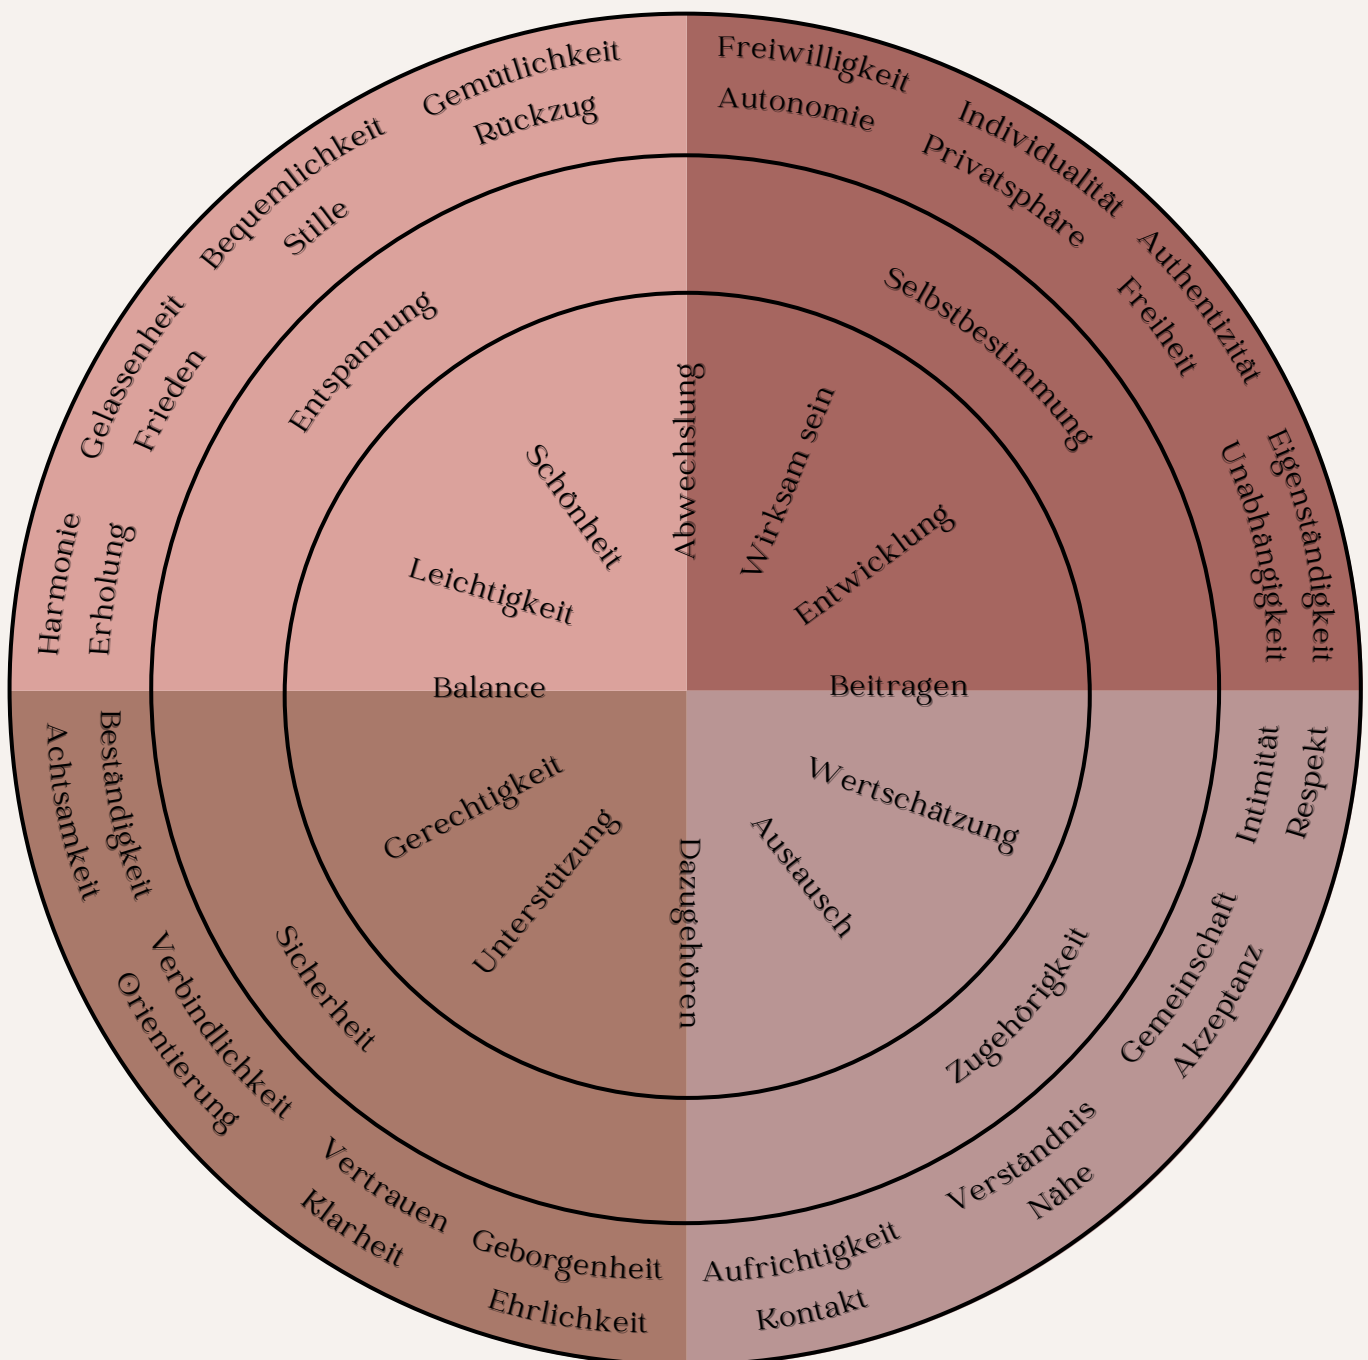 Gemütlichkeit
Rückzug
Bequemlichkeit
Stille
Gelassenheit
Frieden
Harmonie
Erholung
Entspannung
Freiwilligkeit
Autonomie
Individualität
Privatsphäre
Authentizität
Freiheit
Eigenständigkeit
Unabhängigkeit
Selbstbestimmung
Abwechslung
Schönheit
Leichtigkeit
Balance
Wirksam sein
Entwicklung
Beitragen
Gerechtigkeit
Unterstützung
Dazugehören
Wertschätzung
Austausch
Sicherheit
Beständigkeit
Achtsamkeit
Verbindlichkeit
Orientierung
Vertrauen
Klarheit
Geborgenheit
Ehrlichkeit
Zugehörigkeit
Intimität
Respekt
Gemeinschaft
Akzeptanz
Verständnis
Nähe
Aufrichtigkeit
Kontakt